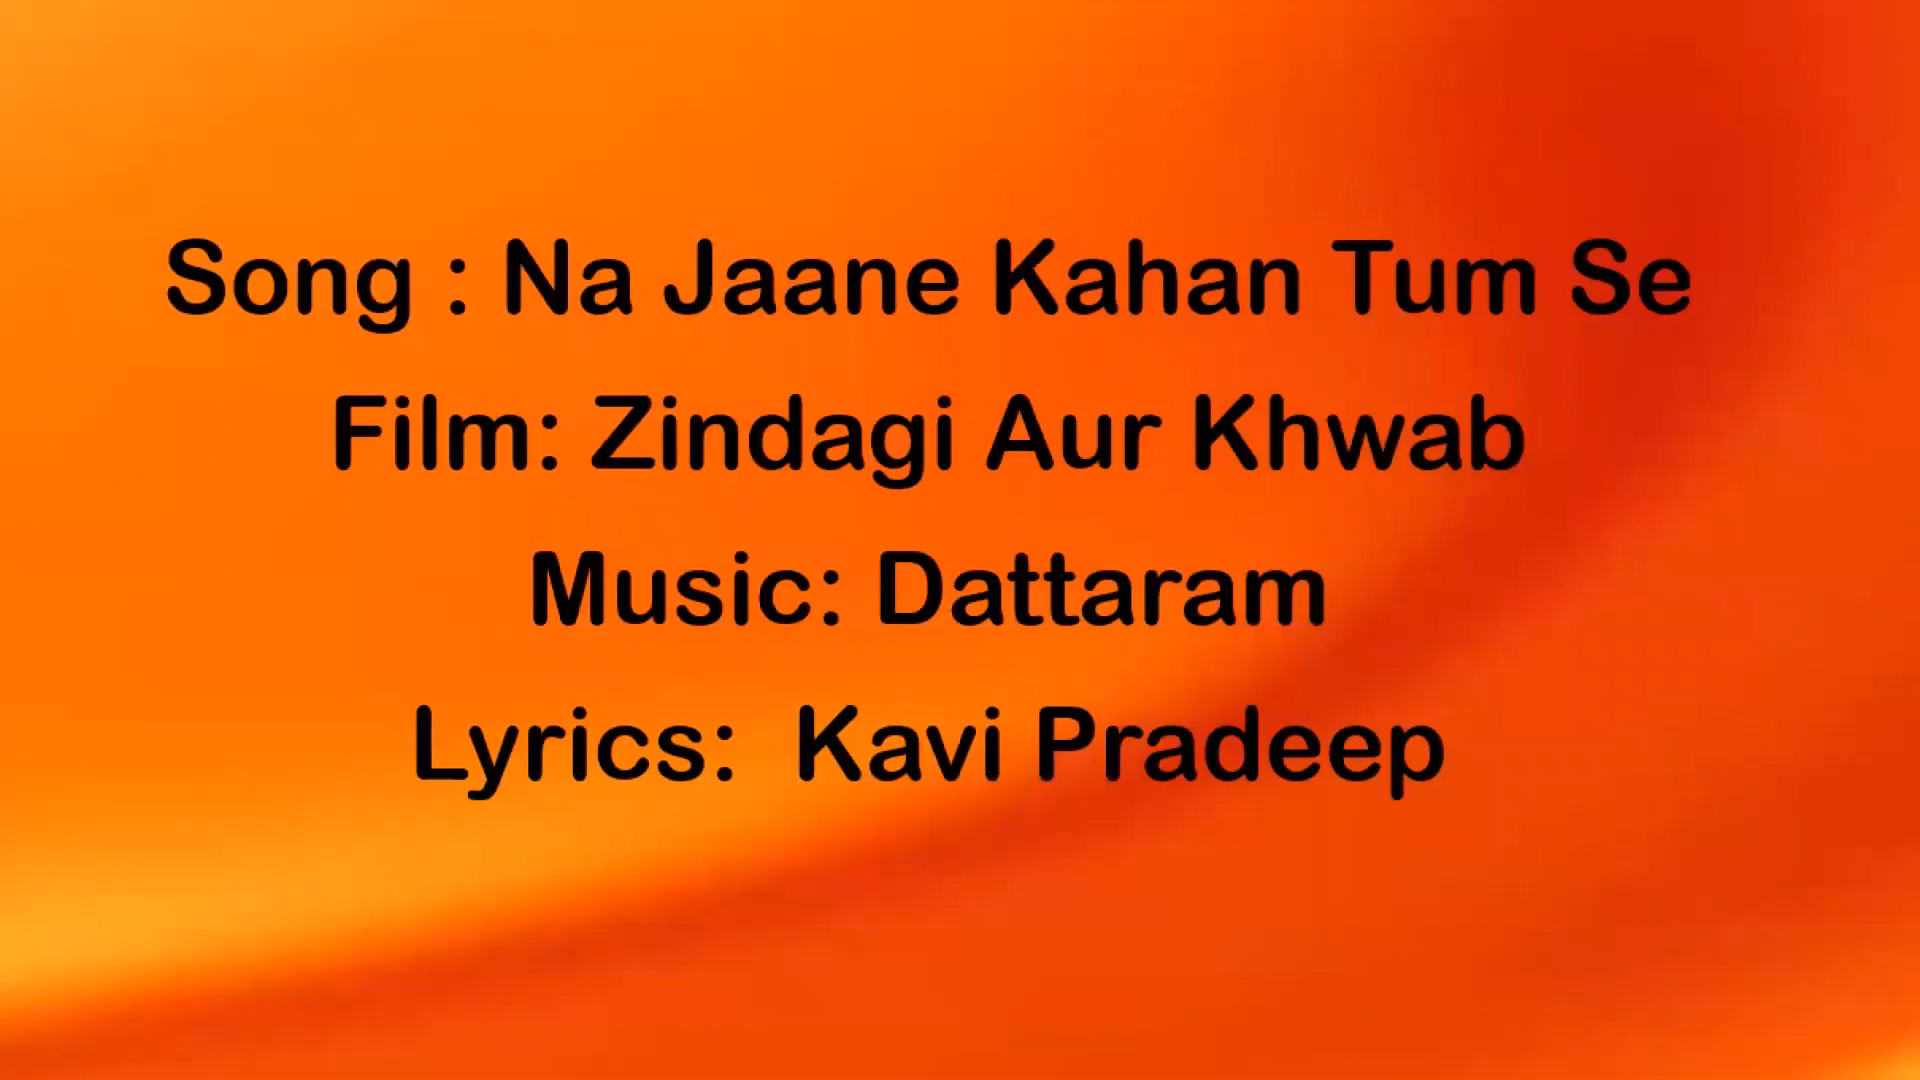 Song : Na Jaane Kahan Tum Se
Film: Zindagi Aur Khwab
Music: Dattaram
Lyrics:  Kavi Pradeep